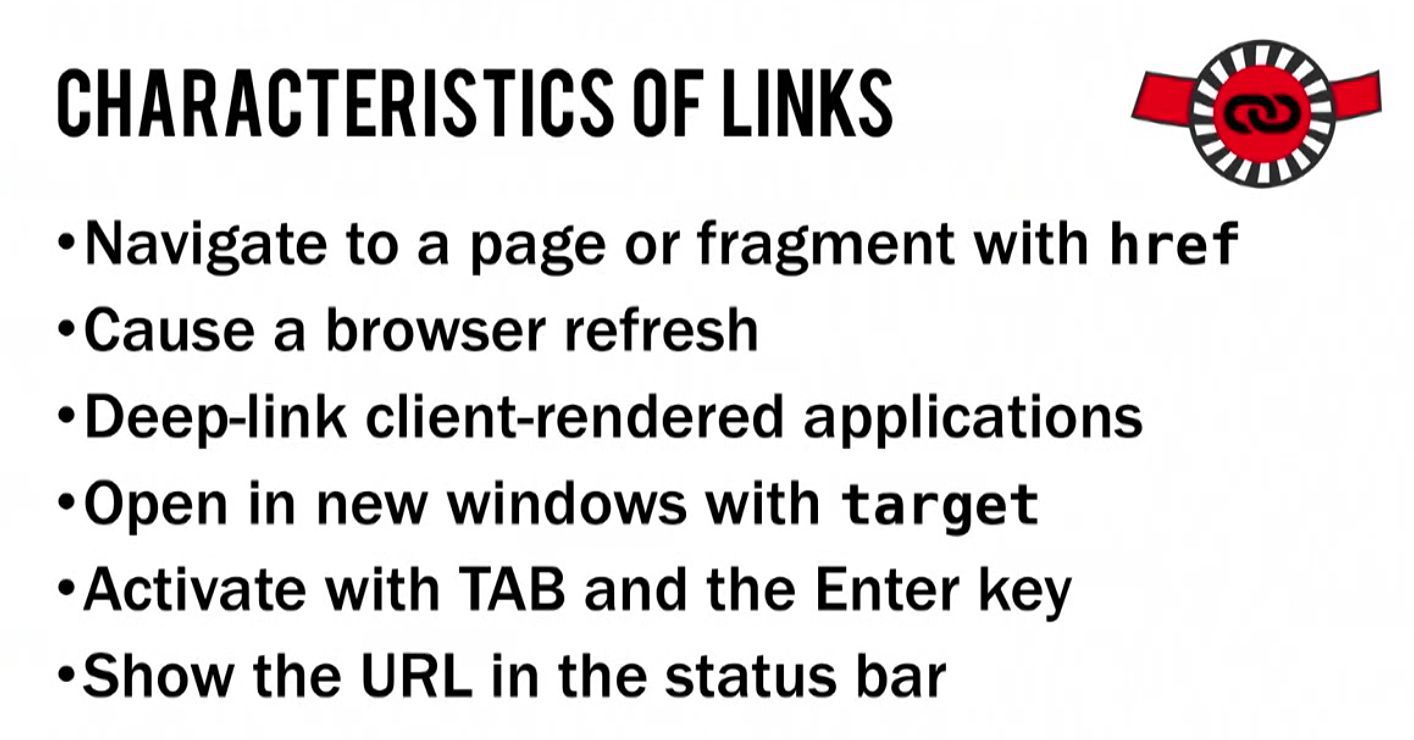 CHARACTERISTICS OF LINKS
•Navigate to a page or fragment with href
•Cause a browser refresh
•Deep-link client-rendered applications
•Open in new windows with target
•Activate with TAB and the Enter key
•Show the URL in the status bar